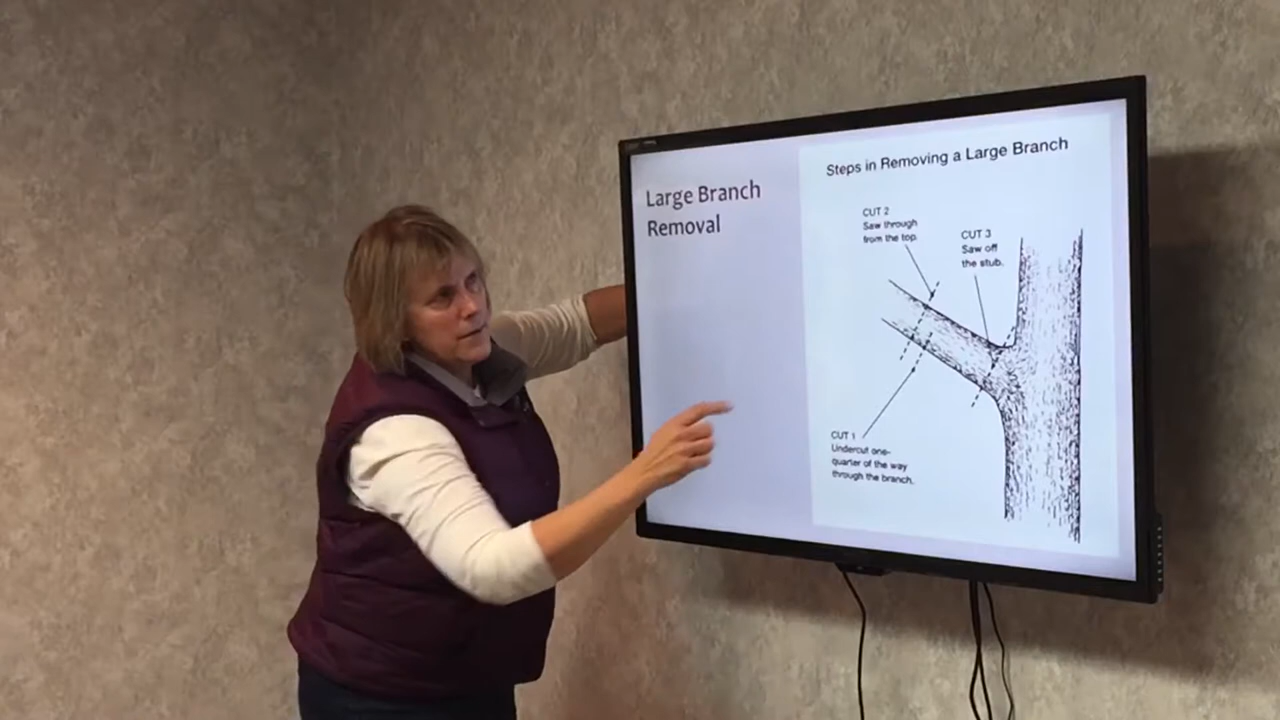 Large Branch
Removal
Steps in Removing a Large Branch
CUT 2
Saw through
from the top.
CUT 3
Saw off
the stub.
CUT 1
Undercut one-
quarter of the way
through the branch.